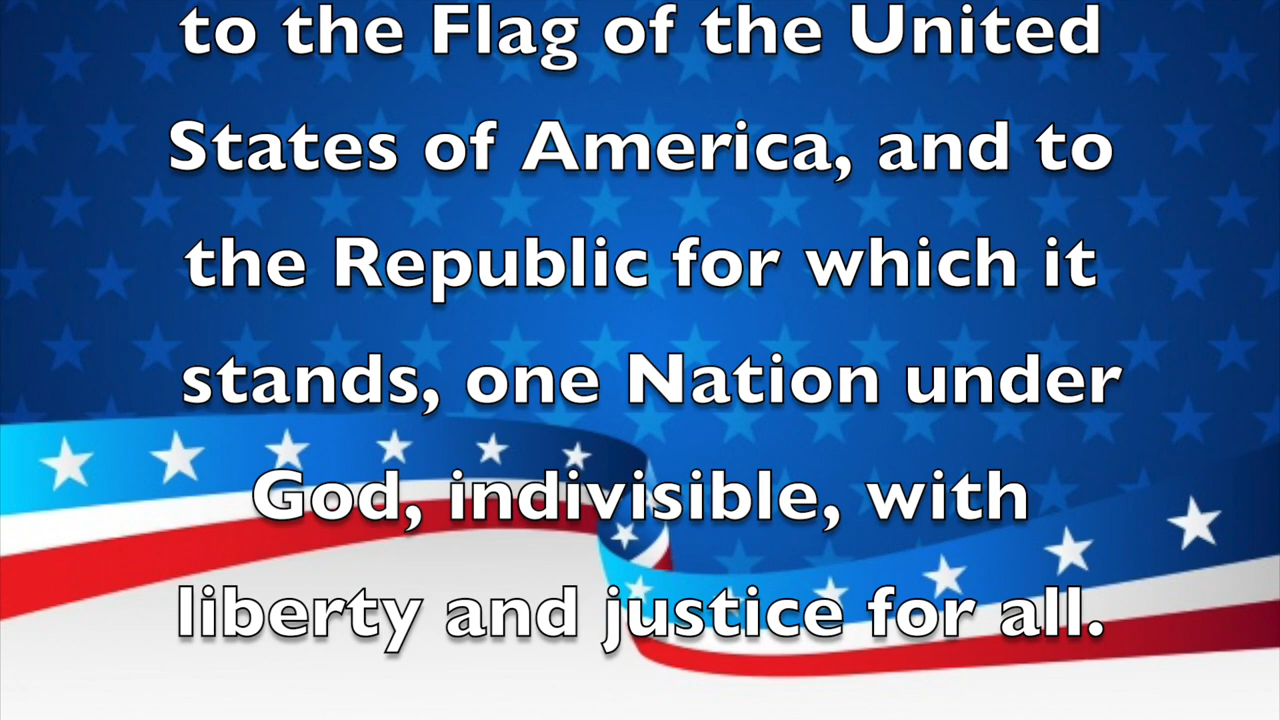 to the Flag of the United
States of America, and to
the Republic for which it
stands, one Nation under
God, indivisible, with
liberty and justice for all.